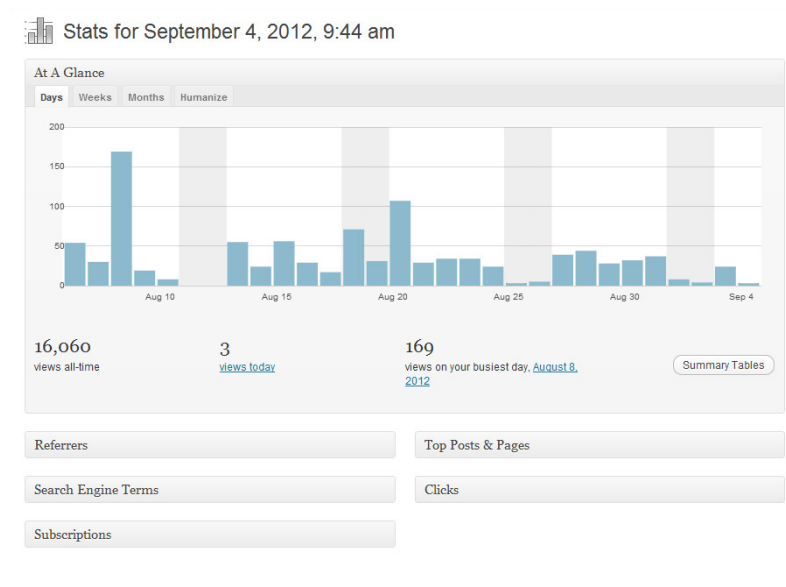 Stats for September 4, 2012, 9:44 am
At A Glance
Days Weeks Months Humanize
200
150
100
50
0
Aug 10 Aug 15 Aug 20 Aug 25 Aug 30 Sep 4
16,060 3 169
views all-time views today views on your busiest day, August 8,
2012
Summary Tables
Referrers Top Posts & Pages
Search Engine Terms Clicks
Subscriptions